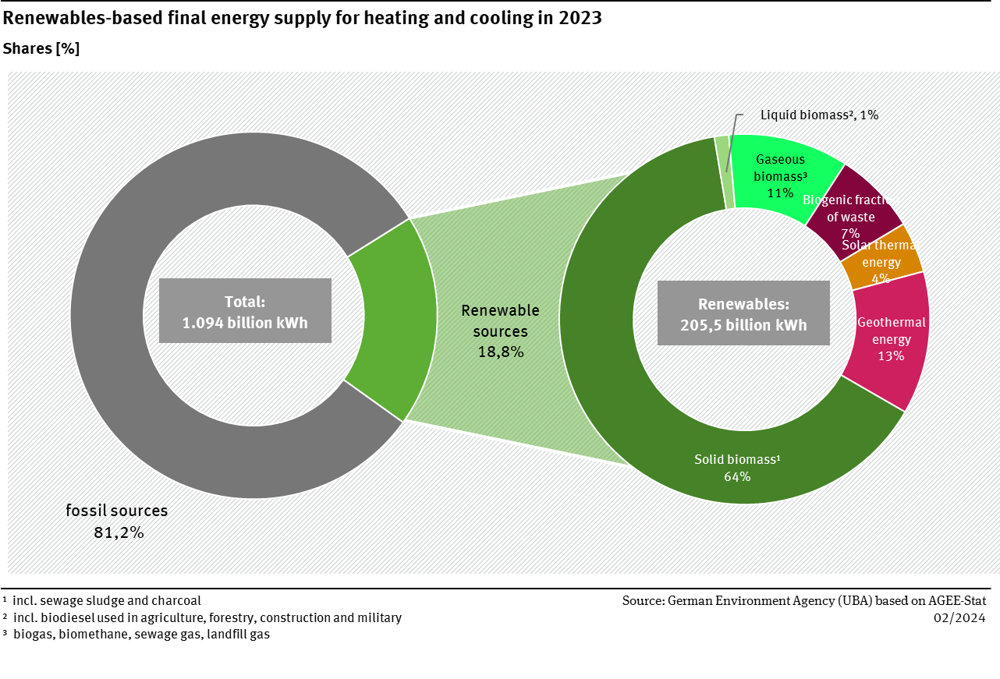 Renewables-based final energy supply for heating and cooling in 2023
Shares [%]
Liquid biomass², 1%
Gaseous
biomass³
11%
Biogenic fraction
of waste
7%
Solar thermal
energy
4%
Total:
1.094 billion kWh
Renewable
sources
18,8%
Renewables:
205,5 billion kWh
Geothermal
energy
13%
Solid biomass¹
64%
fossil sources
81,2%
¹ incl. sewage sludge and charcoal
² incl. biodiesel used in agriculture, forestry, construction and military
³ biogas, biomethane, sewage gas, landfill gas
Source: German Environment Agency (UBA) based on AGEE-Stat
02/2024